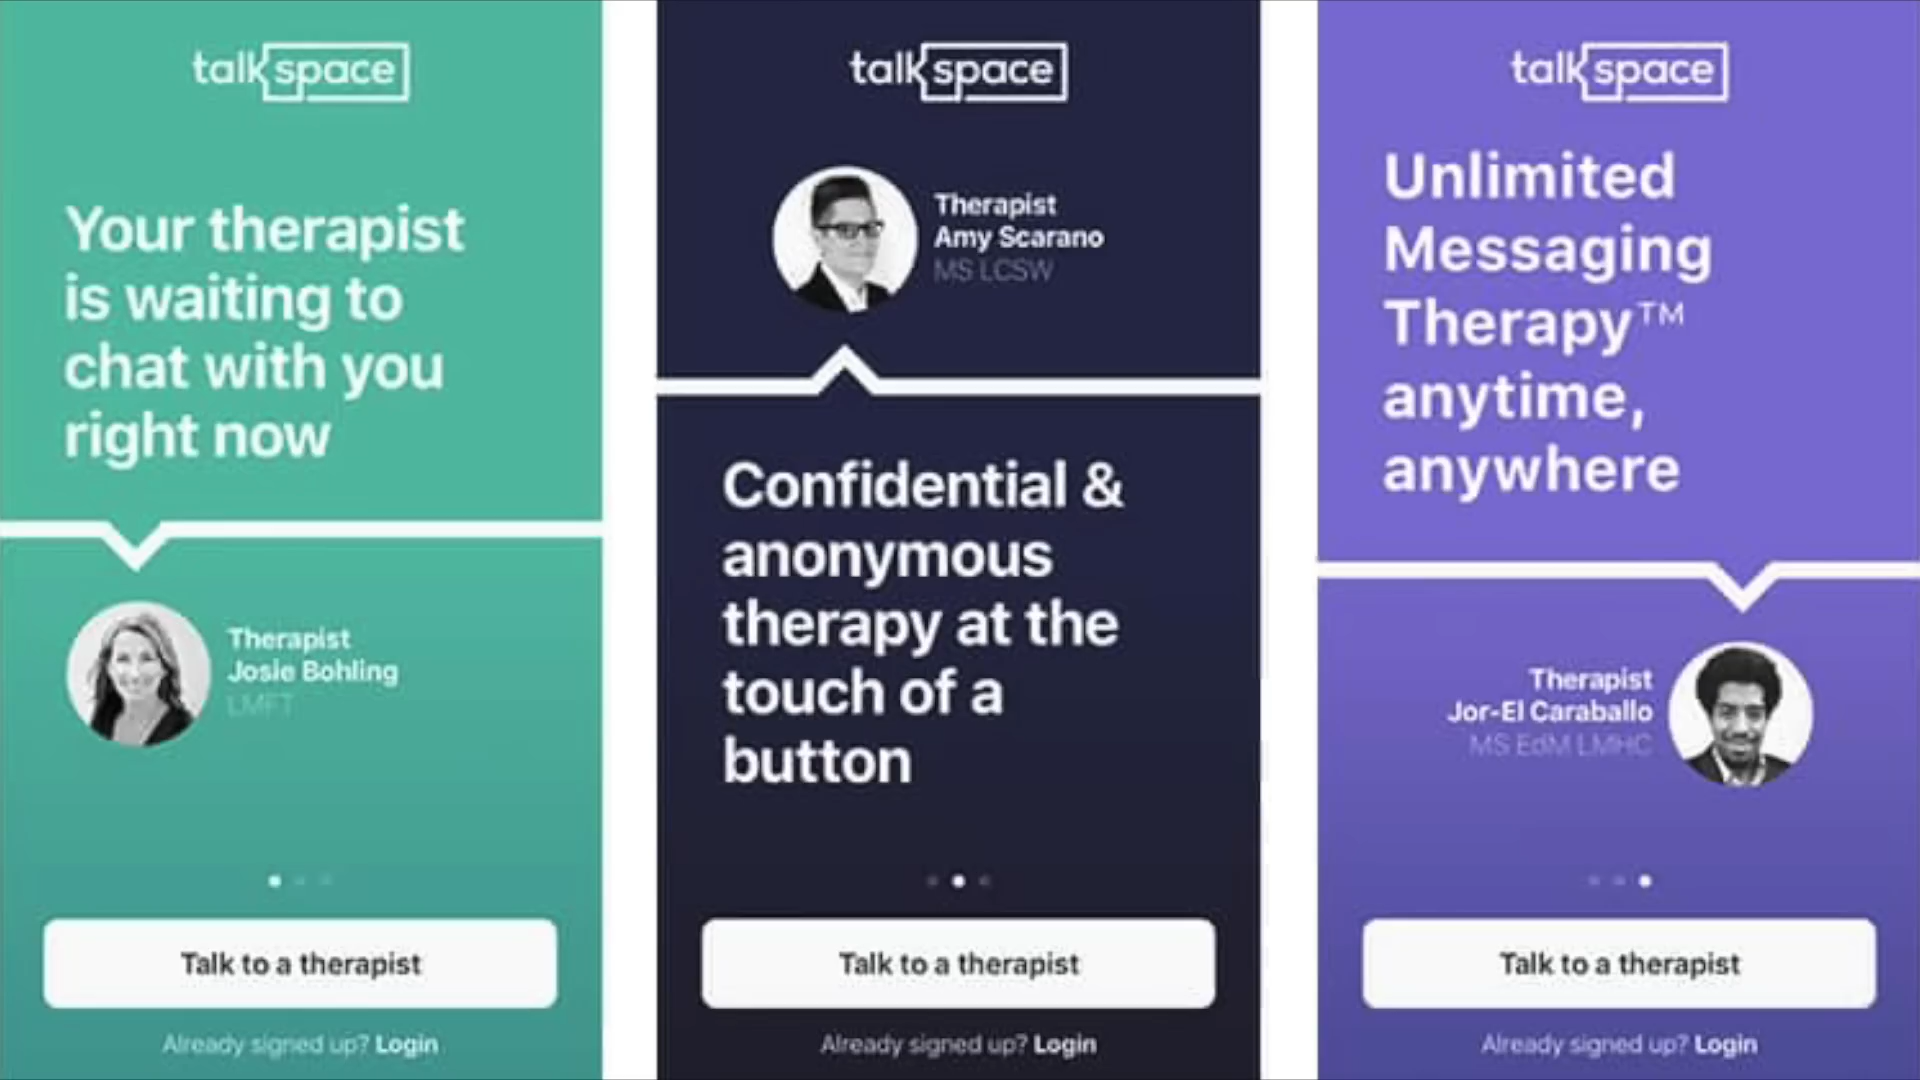 talkspace
Your therapist
is waiting to
chat with you
right now
Therapist
Josie Bohling
LMFT
Talk to a therapist
Already signed up? Login
talkspace
Therapist
Amy Scarano
MS LCSW
Confidential &
anonymous
therapy at the
touch of a
button
Talk to a therapist
Already signed up? Login
talkspace
Unlimited
Messaging
Therapy™
anytime,
anywhere
Therapist
Jor-El Caraballo
MS EdM LMHC
Talk to a therapist
Already signed up? Login